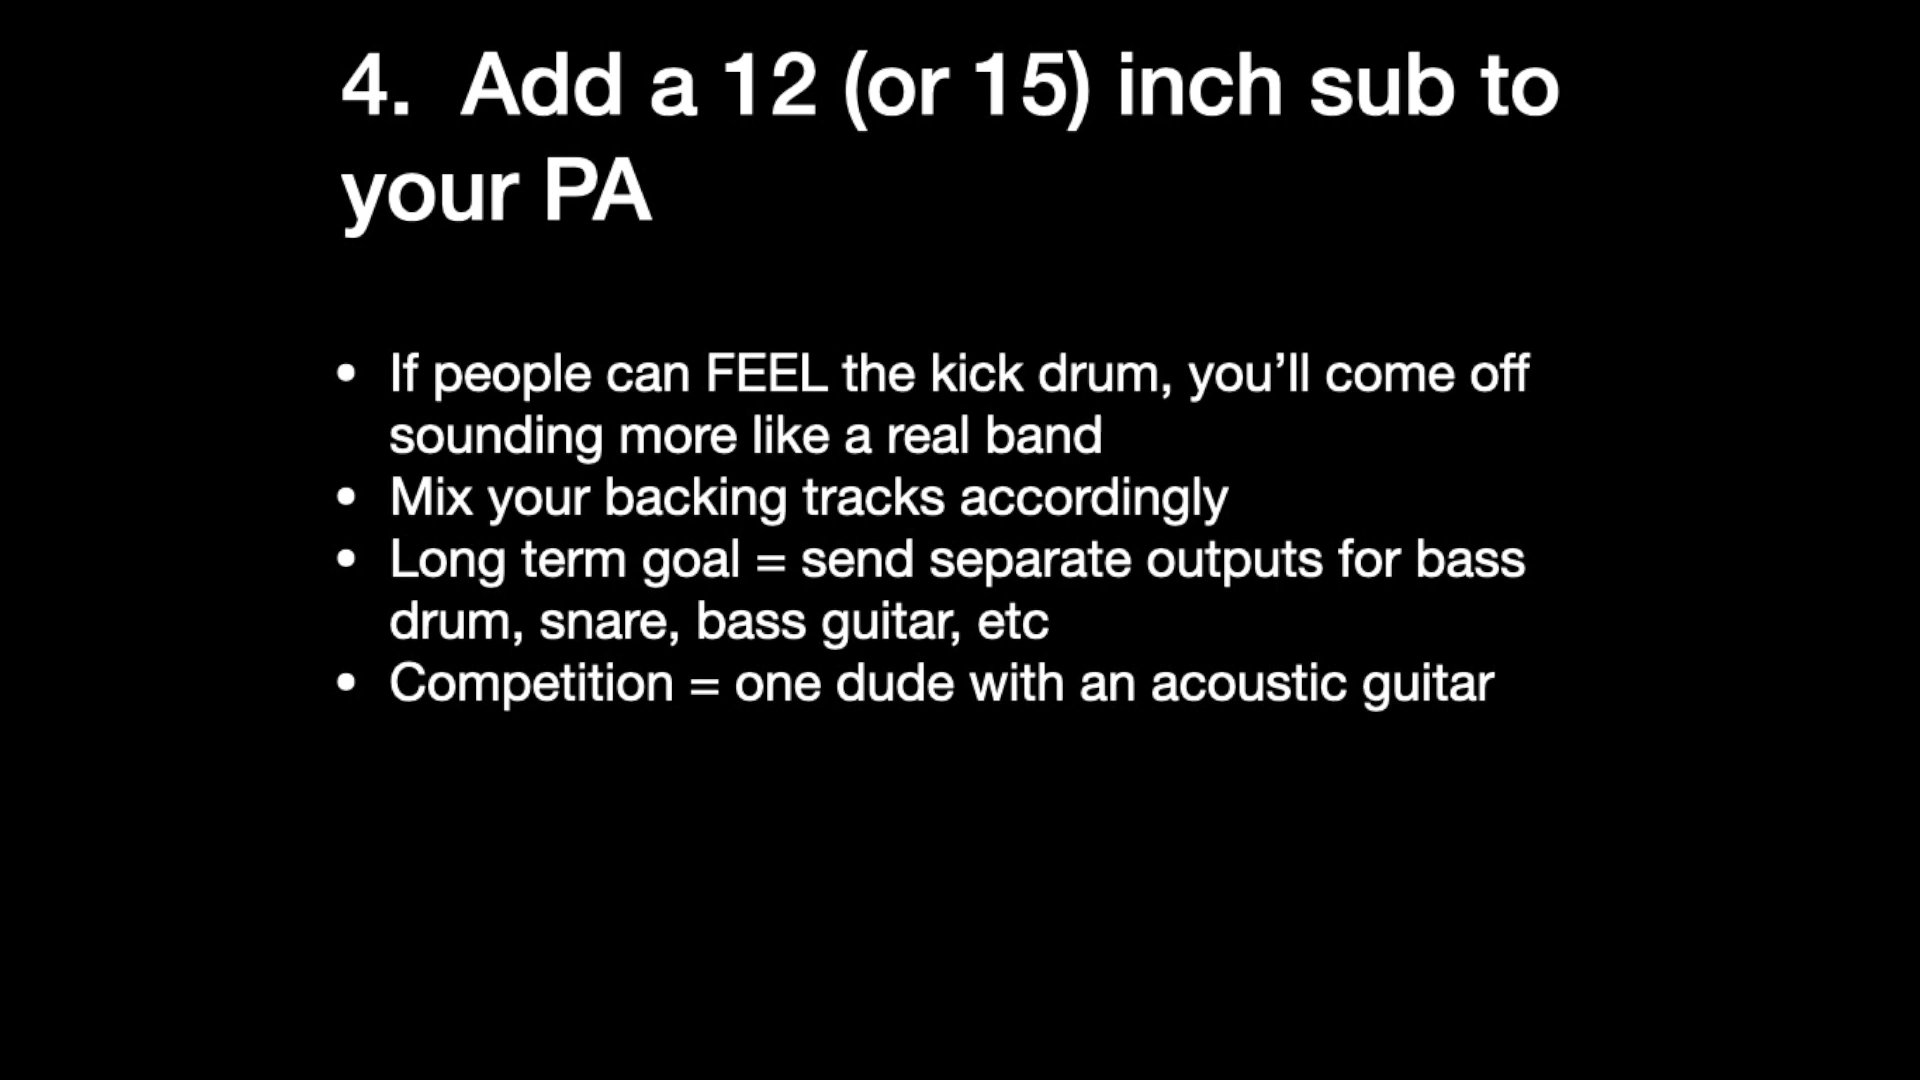 4. Add a 12 (or 15) inch sub to
your PA
• If people can FEEL the kick drum, you’ll come off
sounding more like a real band
• Mix your backing tracks accordingly
• Long term goal = send separate outputs for bass
drum, snare, bass guitar, etc
• Competition = one dude with an acoustic guitar